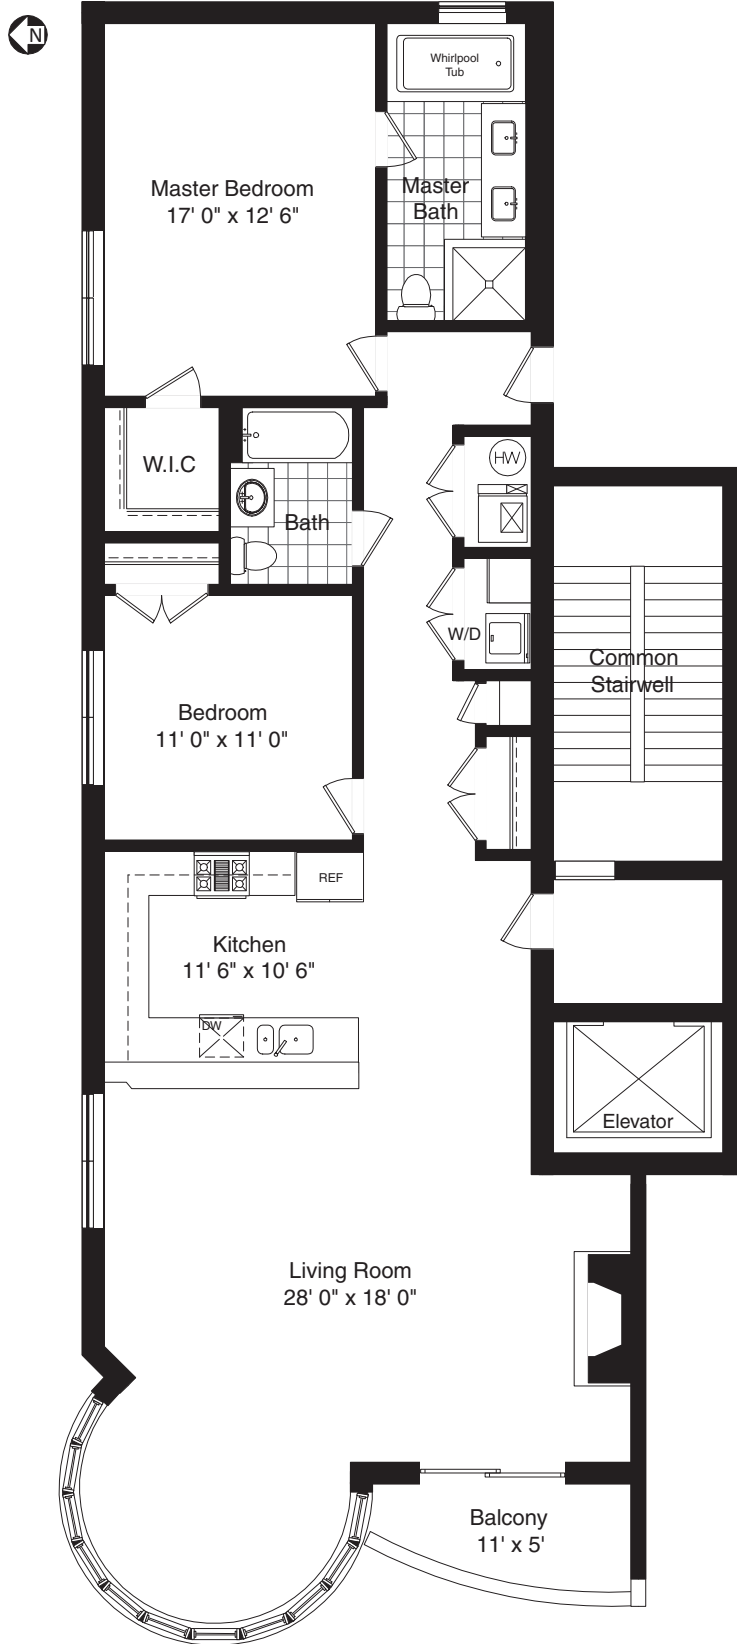 N
Whirlpool
Tub
Master Bedroom
17' 0" x 12' 6"
Master
Bath
W.I.C
HW
Bath
W/D
Common
Stairwell
Bedroom
11' 0" x 11' 0"
REF
Kitchen
11' 6" x 10' 6"
DW
Elevator
Living Room
28' 0" x 18' 0"
Balcony
11' x 5'